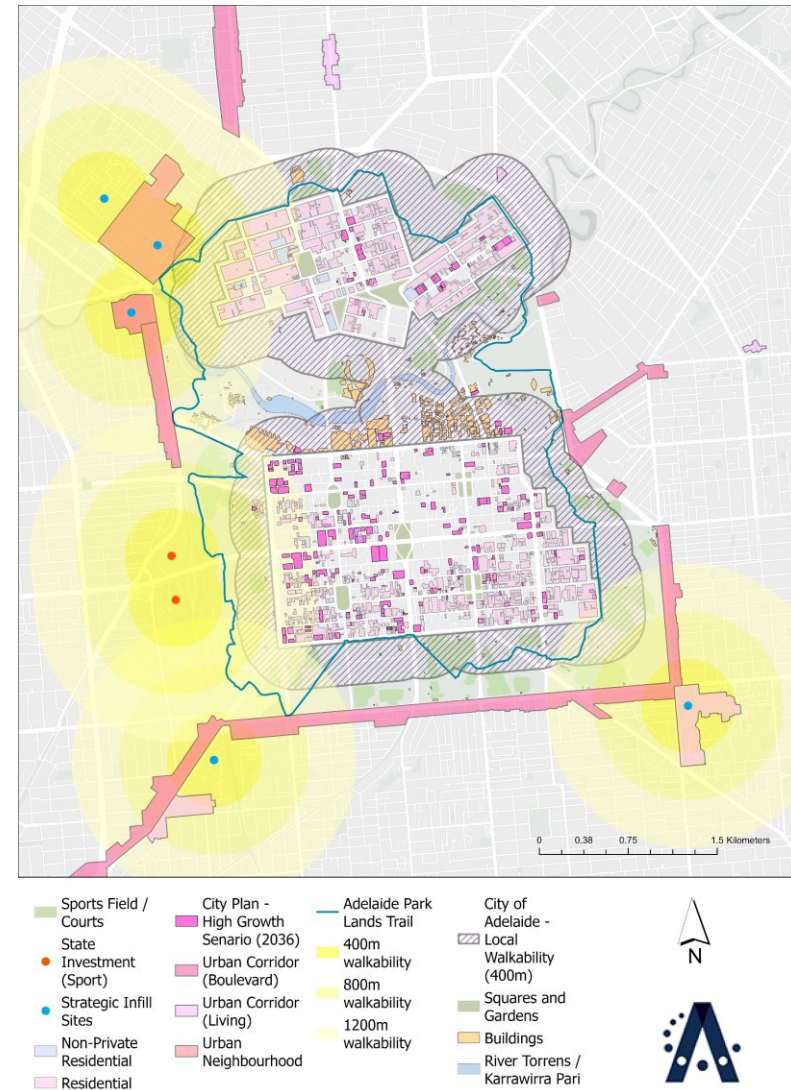 0 0.38 0.75 1.5 Kilometers
Sports Field /
Courts
State
Investment
(Sport)
Strategic Infill
Sites
Non-Private
Residential
Residential
City Plan -
High Growth
Senario (2036)
Urban Corridor
(Boulevard)
Urban Corridor
(Living)
Urban
Neighbourhood
Adelaide Park
Lands Trail
400m
walkability
800m
walkability
1200m
walkability
City of
Adelaide -
Local
Walkability
(400m)
Squares and
Gardens
Buildings
River Torrens /
Karrawirra Pari
N